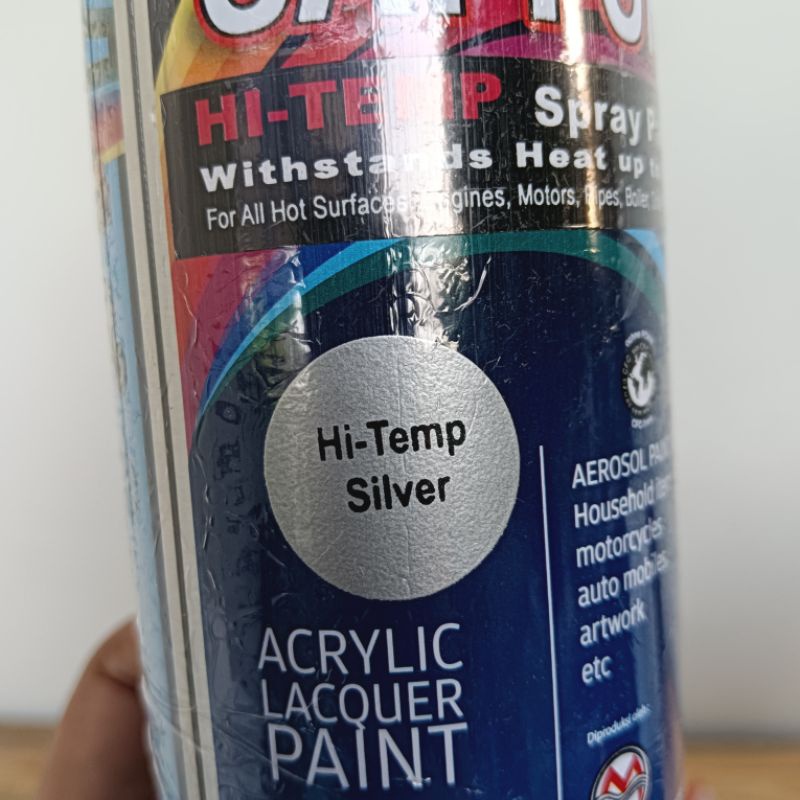 HI-TEMP Spray
Withstands Heat up to
For All Hot Surfaces Engines, Motors, Pipes, Boiler,
Hi-Temp
Silver
AEROSOL
Household
motorcycles
auto mobiles
artwork
etc
ACRYLIC
LACQUER
PAINT
Diproduksi oleh: